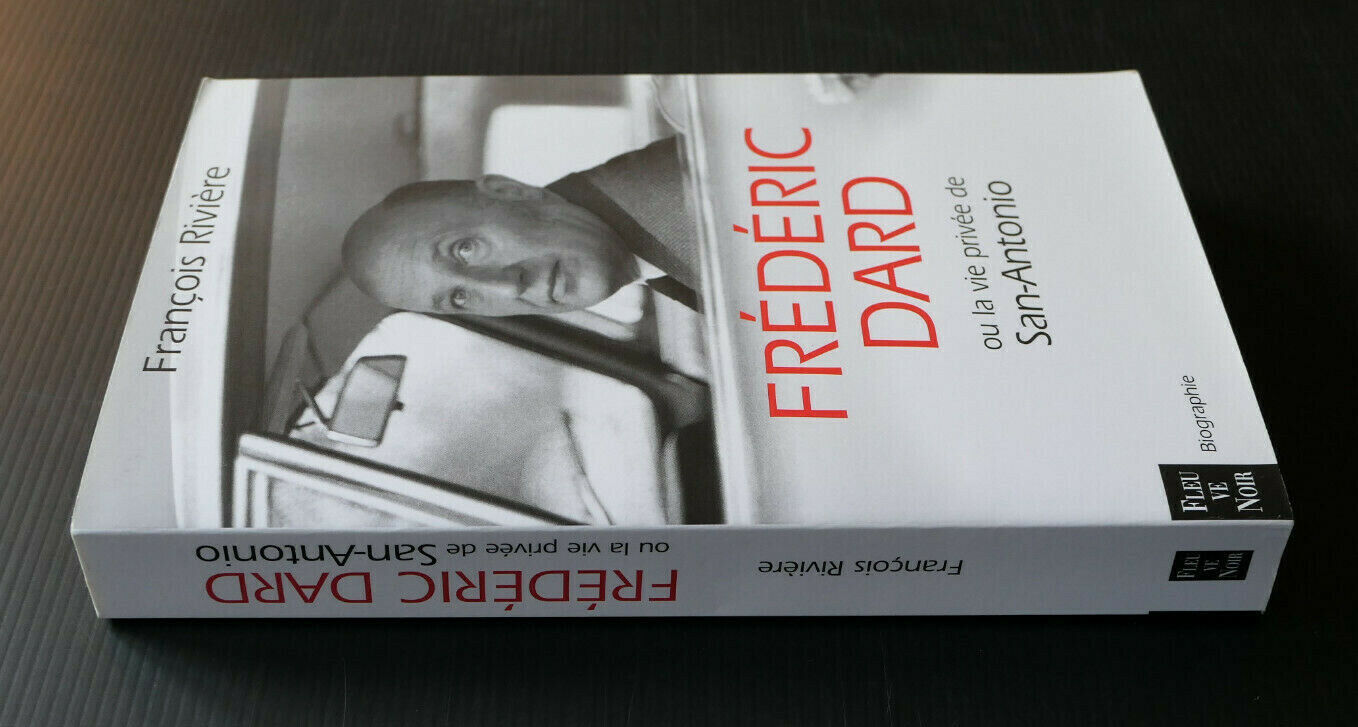 François Rivière
FRÉDÉRIC
DARD
ou la vie privée de
San-Antonio
Biographie
FLEU
VE
NOIR
FRÉDÉRIC DARD
ou la vie privée de San-Antonio
François Rivière
FLEU
VE
NOIR